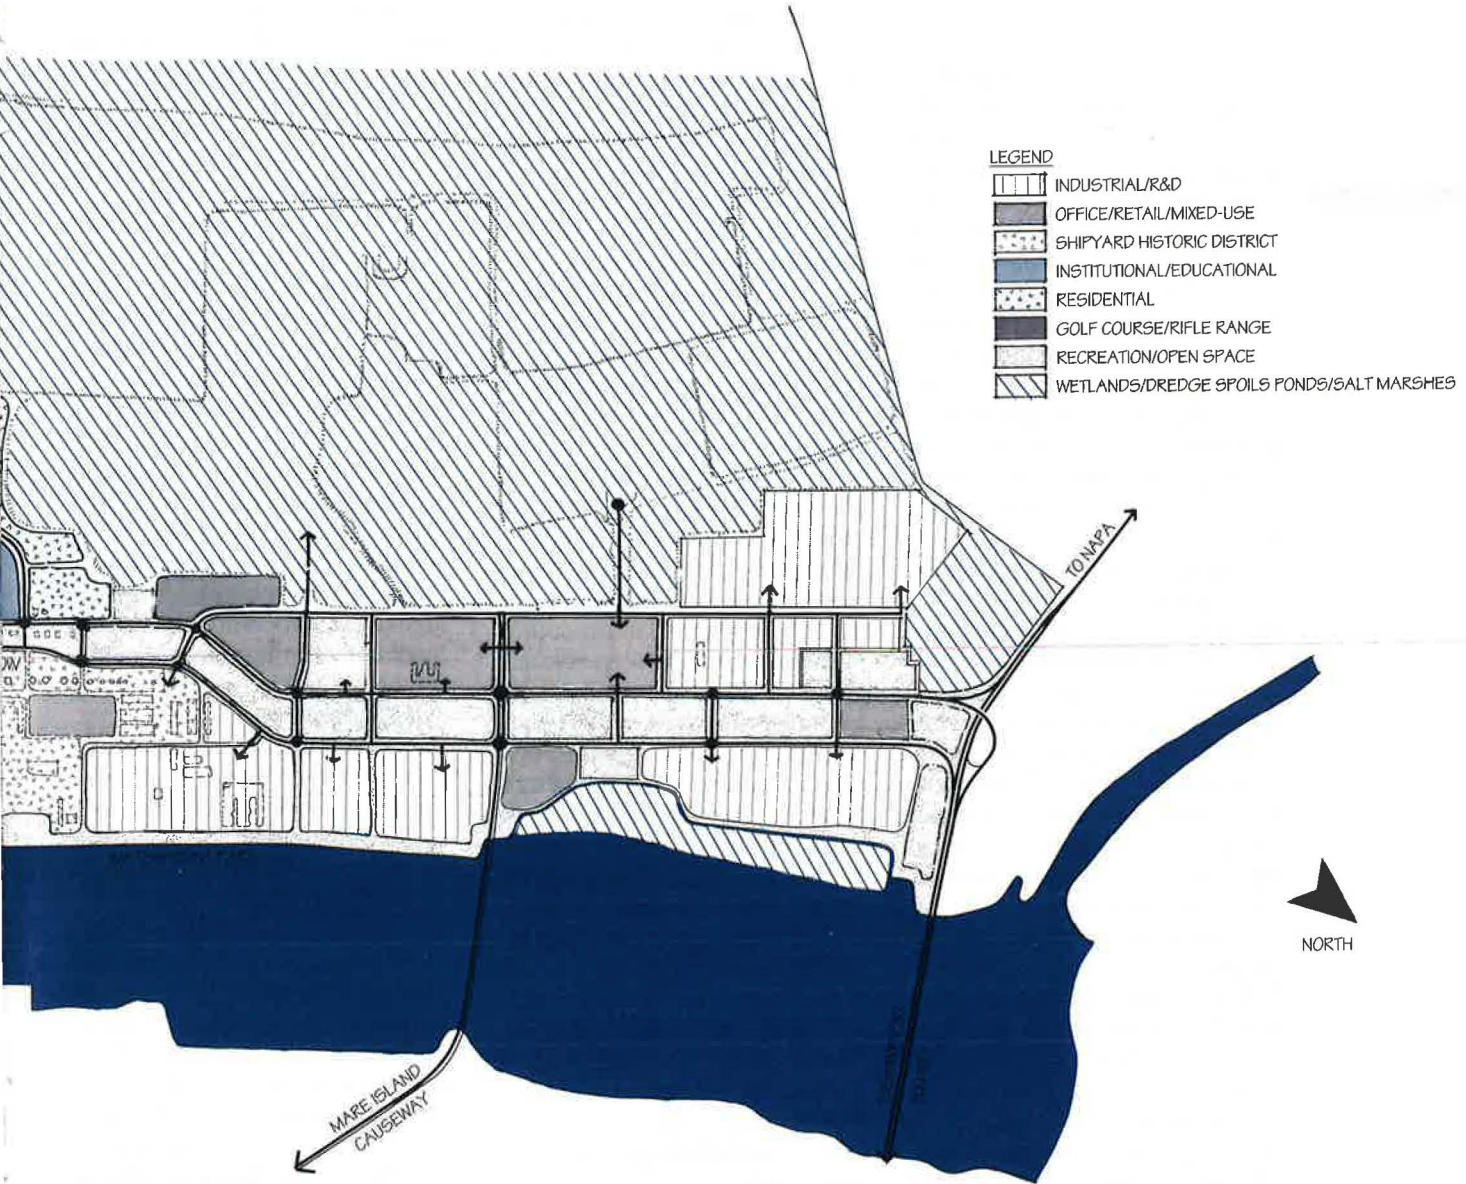 LEGEND
INDUSTRIAL/R&D
OFFICE/RETAIL/MIXED-USE
SHIPYARD HISTORIC DISTRICT
INSTITUTIONAL/EDUCATIONAL
RESIDENTIAL
GOLF COURSE/RIFLE RANGE
RECREATION/OPEN SPACE
WETLANDS/DREDGE SPOILS PONDS/SALT MARSHES
TO NAPA
NORTH
MARE ISLAND
CAUSEWAY